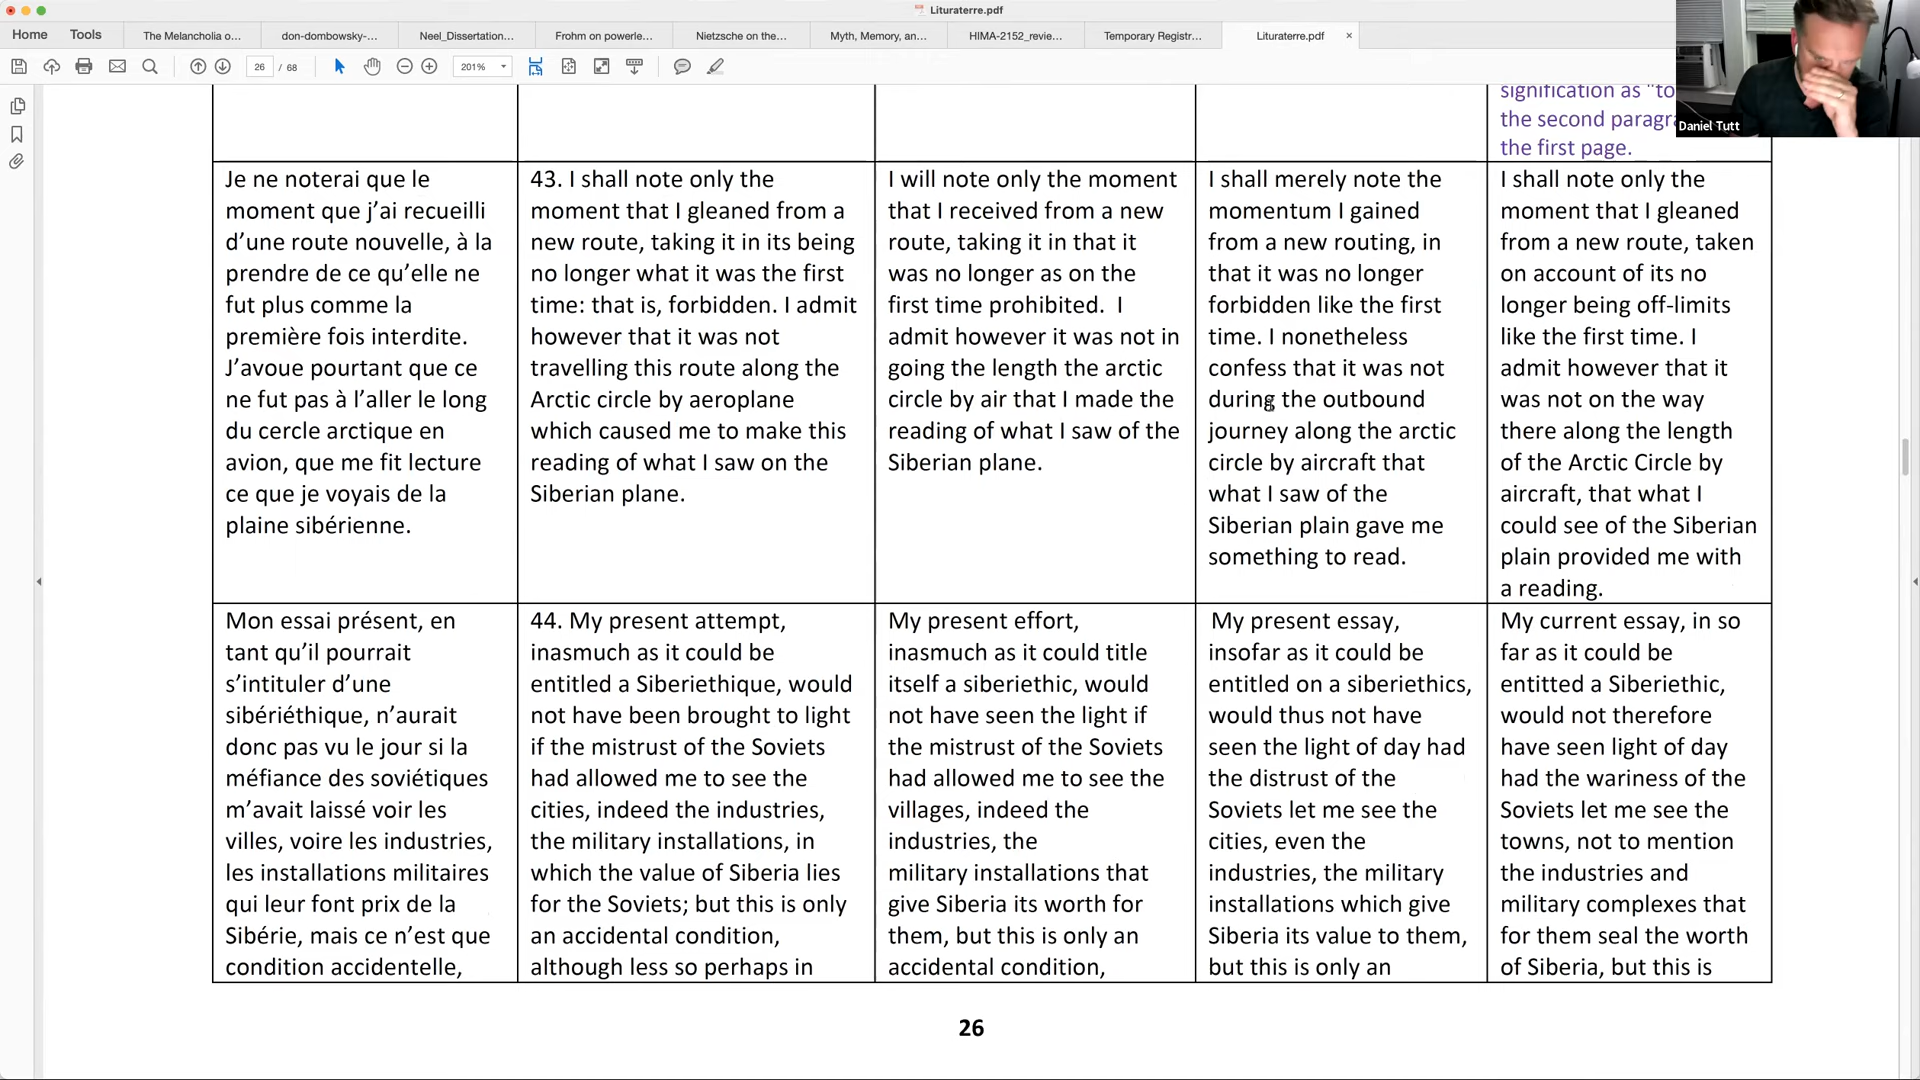 Lituraterre.pdf
Home
Tools
The Melancholia o...
don-dombowsky-...
Neel_Dissertation...
Frohm on powerle...
Nietzsche on the...
Myth, Memory, an...
HIMA-2152_revie...
Temporary Registr...
Lituraterre.pdf
26 / 68
201%
Daniel Tutt
signification as "to
the second paragra
the first page.
Je ne noterai que le
moment que j'ai recueilli
d'une route nouvelle, à la
prendre de ce qu'elle ne
fut plus comme la
première fois interdite.
J'avoue pourtant que ce
ne fut pas à l'aller le long
du cercle arctique en
avion, que me fit lecture
ce que je voyais de la
plaine sibérienne.
43. I shall note only the
moment that I gleaned from a
new route, taking it in its being
no longer what it was the first
time: that is, forbidden. I admit
however that it was not
travelling this route along the
Arctic circle by aeroplane
which caused me to make this
reading of what I saw on the
Siberian plane.
I will note only the moment
that I received from a new
route, taking it in that it
was no longer as on the
first time prohibited.  I
admit however it was not in
going the length the arctic
circle by air that I made the
reading of what I saw of the
Siberian plane.
I shall merely note the
momentum I gained
from a new routing, in
that it was no longer
forbidden like the first
time. I nonetheless
confess that it was not
during the outbound
journey along the arctic
circle by aircraft that
what I saw of the
Siberian plain gave me
something to read.
I shall note only the
moment that I gleaned
from a new route, taken
on account of its no
longer being off-limits
like the first time. I
admit however that it
was not on the way
there along the length
of the Arctic Circle by
aircraft, that what I
could see of the Siberian
plain provided me with
a reading.
Mon essai présent, en
tant qu'il pourrait
s'intituler d'une
sibériéthique, n'aurait
donc pas vu le jour si la
méfiance des soviétiques
m'avait laissé voir les
villes, voire les industries,
les installations militaires
qui leur font prix de la
Sibérie, mais ce n'est que
condition accidentelle,
44. My present attempt,
inasmuch as it could be
entitled a Siberiethique, would
not have been brought to light
if the mistrust of the Soviets
had allowed me to see the
cities, indeed the industries,
the military installations, in
which the value of Siberia lies
for the Soviets; but this is only
an accidental condition,
although less so perhaps in
My present effort,
inasmuch as it could title
itself a siberiethic, would
not have seen the light if
the mistrust of the Soviets
had allowed me to see the
villages, indeed the
industries, the
military installations that
give Siberia its worth for
them, but this is only an
accidental condition,
My present essay,
insofar as it could be
entitled on a siberiethics,
would thus not have
seen the light of day had
the distrust of the
Soviets let me see the
cities, even the
industries, the military
installations which give
Siberia its value to them,
but this is only an
My current essay, in so
far as it could be
entitted a Siberiethic,
would not therefore
have seen light of day
had the wariness of the
Soviets let me see the
towns, not to mention
the industries and
military complexes that
for them seal the worth
of Siberia, but this is
26